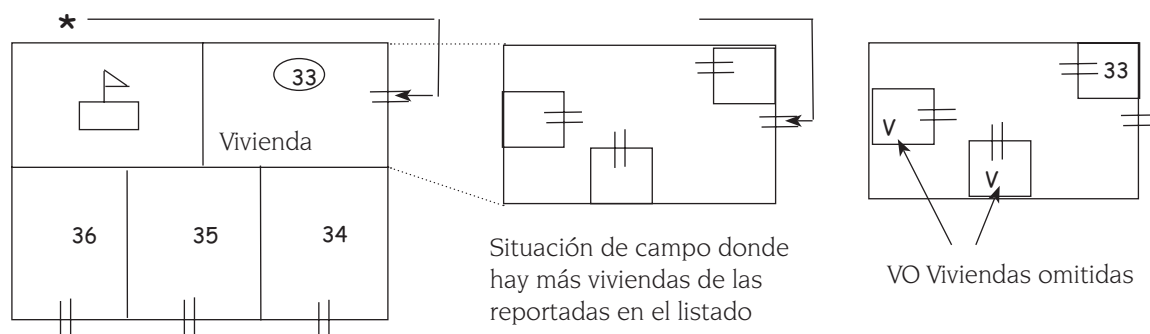 *
33
Vivienda
36 35 34
Situación de campo donde
hay más viviendas de las
reportadas en el listado
33
V
V
VO Viviendas omitidas